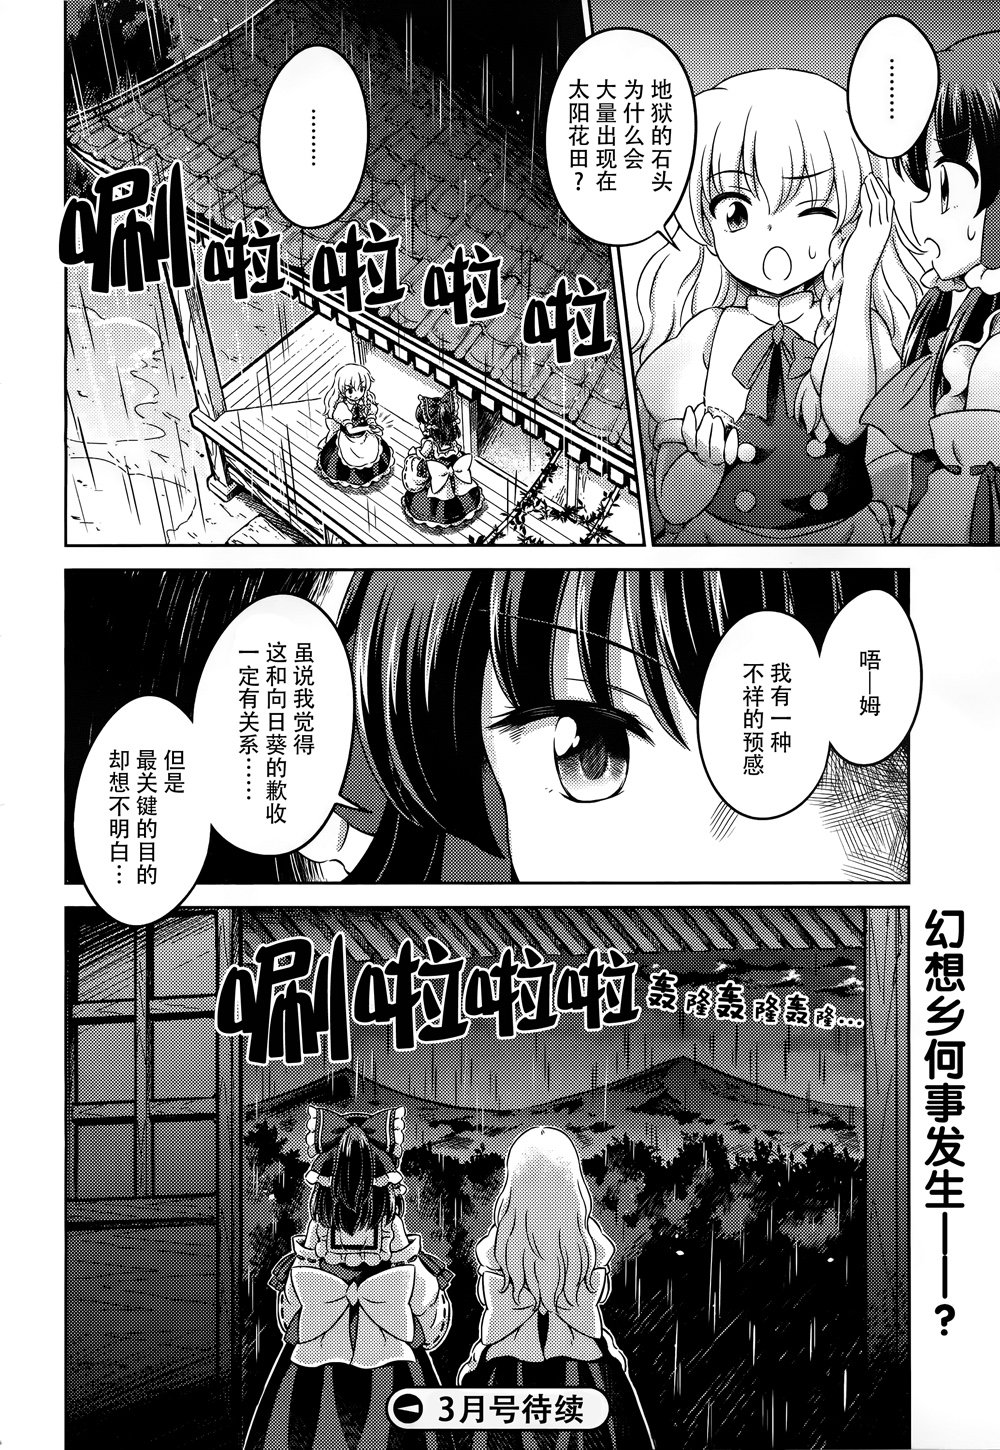 ………
地狱的石头
为什么会
大量出现在
太阳花田？
………
唰啦啦啦啦
唔—姆
我有一种
不祥的预感
虽说我觉得
这和向日葵的歉收
一定有关系……
但是
最关键的目的
却想不明白…
唰啦啦啦
轰隆轰隆轰隆…
幻想乡何事发生——？
3月号待续